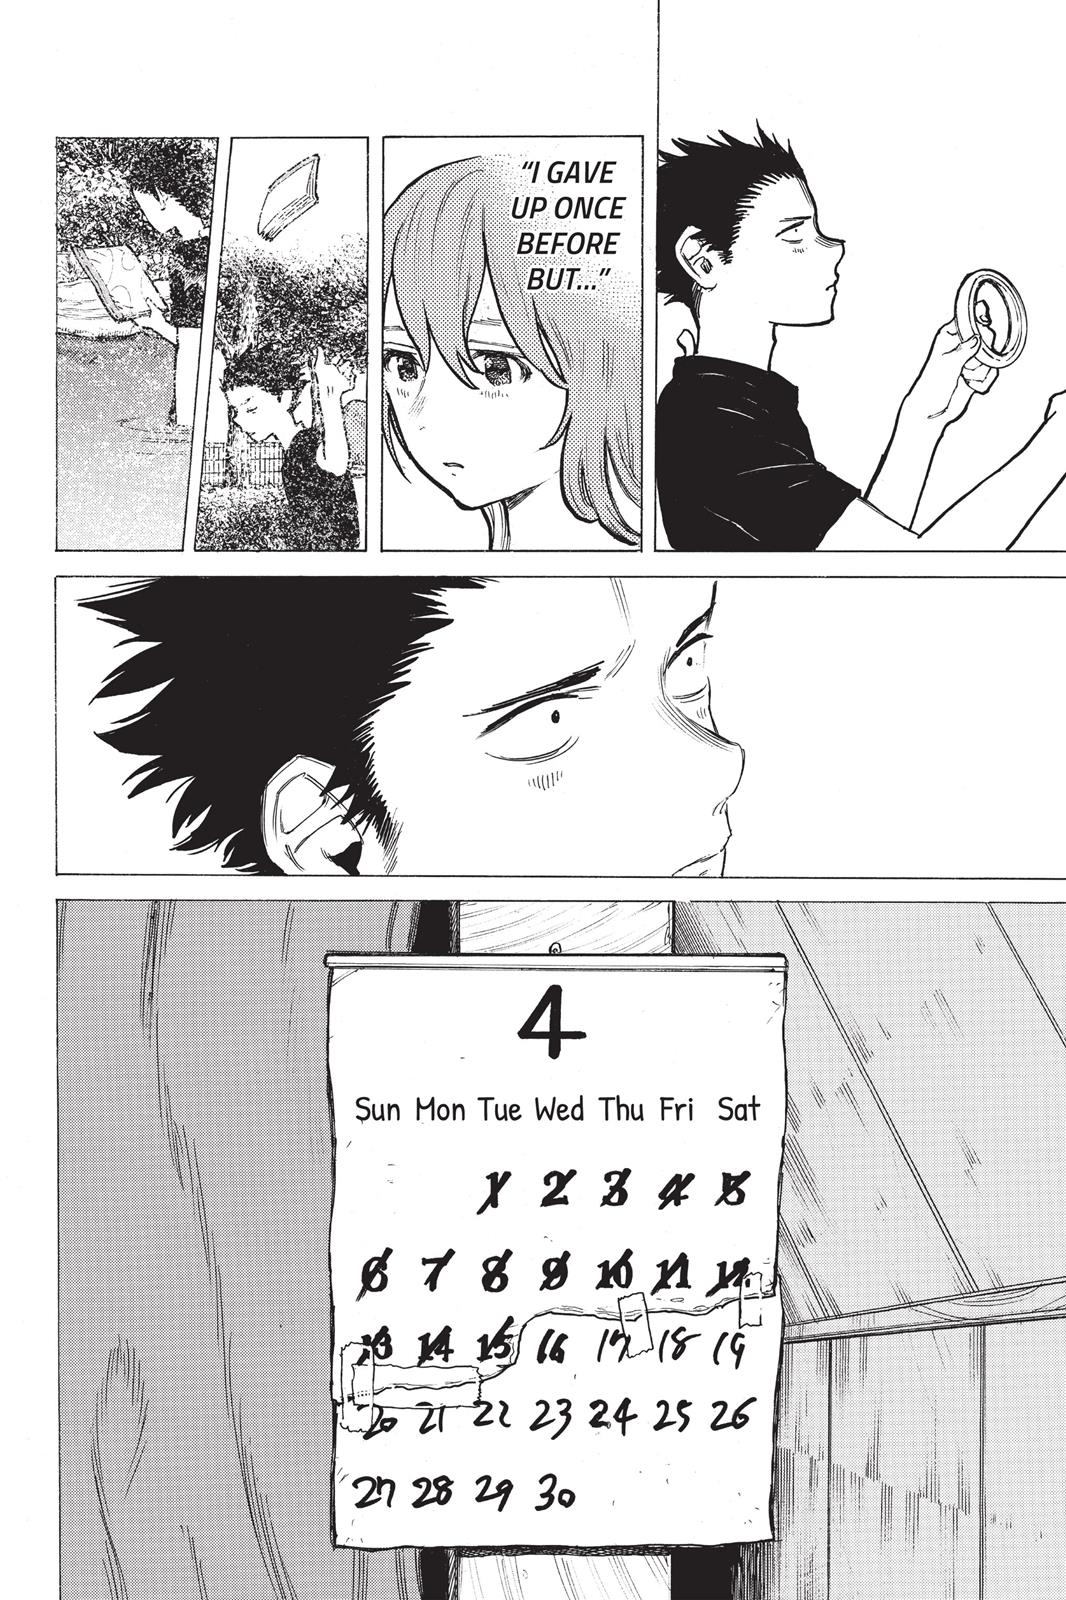 "I GAVE
UP ONCE
BEFORE
BUT..."
4
Sun Mon Tue Wed Thu Fri Sat
1 2 3 4 5
6 7 8 9 10 11 12
13 14 15 16 17 18 19
20 21 22 23 24 25 26
27 28 29 30